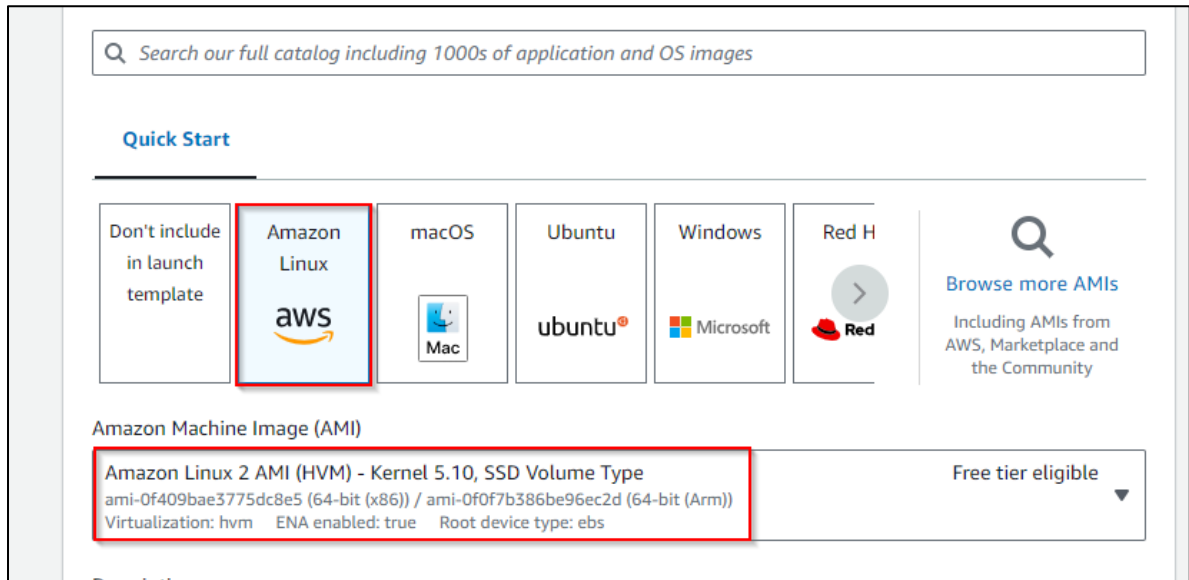 Search our full catalog including 1000s of application and OS images
Quick Start
Don't include
in launch
template
Amazon
Linux
aws
macOS
Mac
Ubuntu
ubuntu
Windows
Microsoft
Red H
Red
Browse more AMIs
Including AMIs from
AWS, Marketplace and
the Community
Amazon Machine Image (AMI)
Amazon Linux 2 AMI (HVM) - Kernel 5.10, SSD Volume Type
Free tier eligible
ami-0f409bae3775dc8e5 (64-bit (x86)) / ami-0f0f7b386be96ec2d (64-bit (Arm))
Virtualization: hvm ENA enabled: true Root device type: ebs